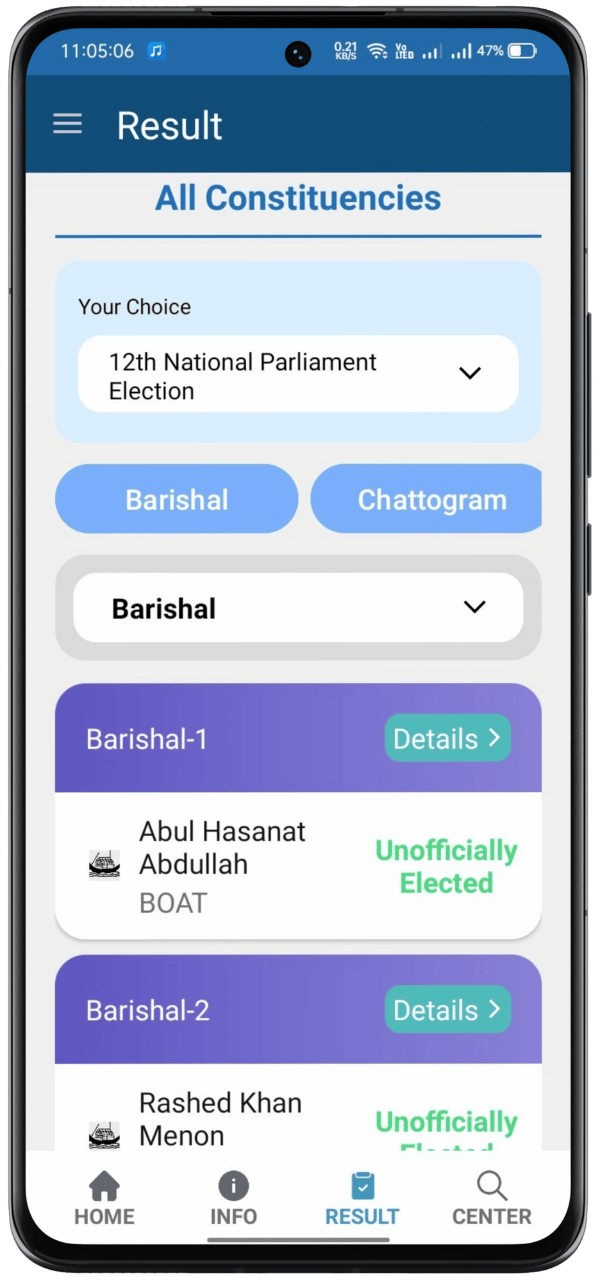 11:05:06
0.21
KB/S
Vo
LTED
47%
Result
All Constituencies
Your Choice
12th National Parliament
Election
Barishal
Chattogram
Barishal
Barishal-1
Details
Abul Hasanat
Abdullah
BOAT
Unofficially
Elected
Barishal-2
Details
Rashed Khan
Menon
Unofficially
Elected
HOME
INFO
RESULT
CENTER